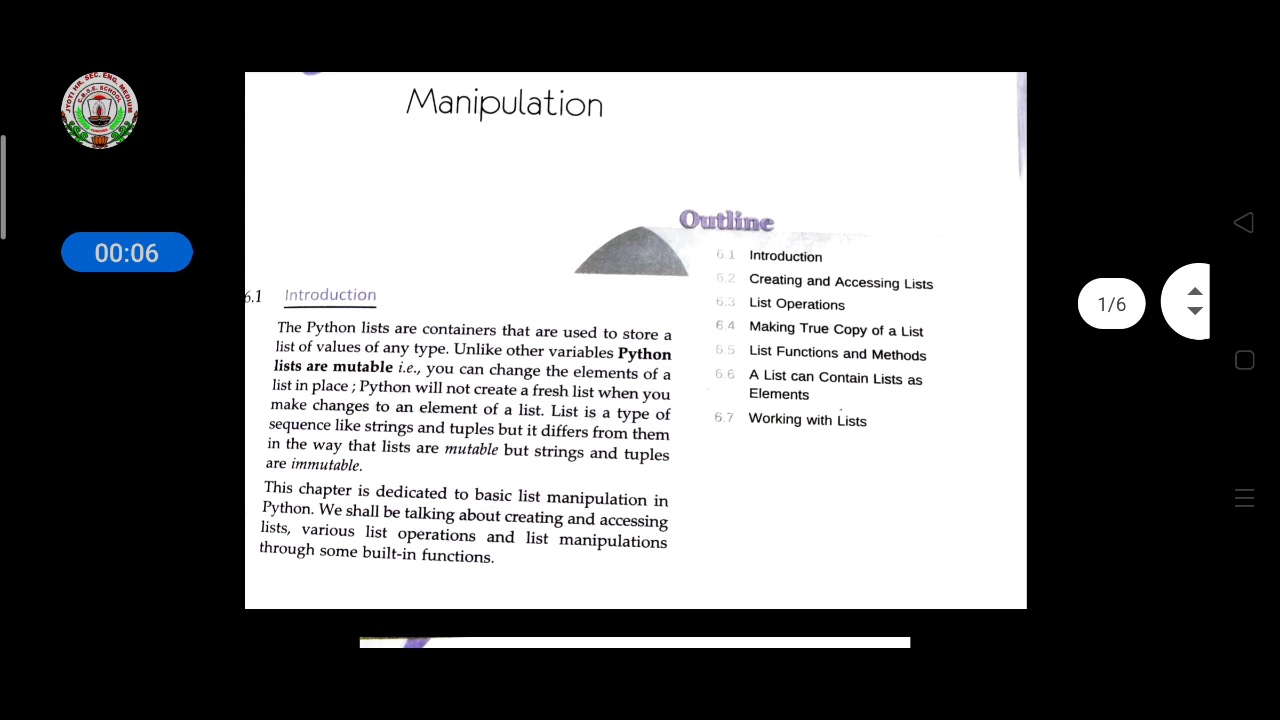 JYOTI HR. SEC. ENG. MEDIUM
C.B.S.E. SCHOOL
00:06
Manipulation
Outline
6.1 Introduction
6.2 Creating and Accessing Lists
6.3 List Operations
6.4 Making True Copy of a List
6.5 List Functions and Methods
6.6 A List can Contain Lists as
Elements
6.7 Working with Lists
6.1 Introduction
The Python lists are containers that are used to store a
list of values of any type. Unlike other variables Python
lists are mutable i.e., you can change the elements of a
list in place ; Python will not create a fresh list when you
make changes to an element of a list. List is a type of
sequence like strings and tuples but it differs from them
in the way that lists are mutable but strings and tuples
are immutable.
This chapter is dedicated to basic list manipulation in
Python. We shall be talking about creating and accessing
lists, various list operations and list manipulations
through some built-in functions.
1/6